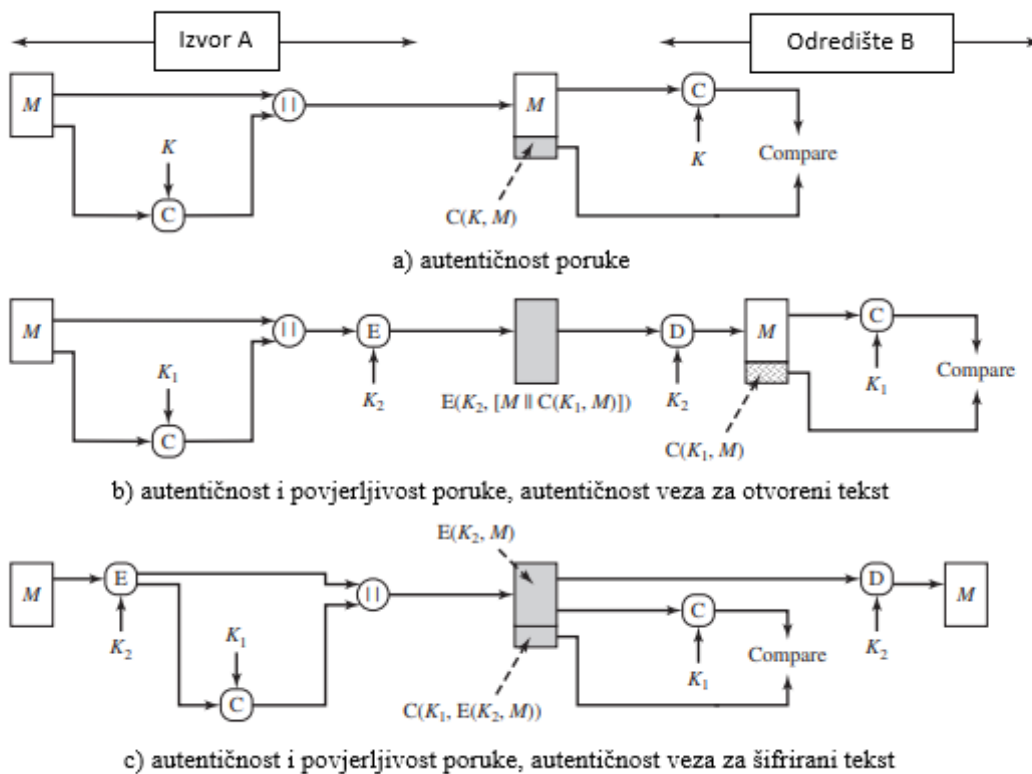 Izvor A
Odredište B
M
K
C
||
M
C(K, M)
C
K
Compare
a) autentičnost poruke
M
K₁
C
||
E
K₂
E(K₂, [M || C(K₁, M)])
D
K₂
M
C(K₁, M)
C
K₁
Compare
b) autentičnost i povjerljivost poruke, autentičnost veza za otvoreni tekst
M
E
K₂
K₁
C
||
E(K₂, M)
C(K₁, E(K₂, M))
C
K₁
Compare
D
K₂
M
c) autentičnost i povjerljivost poruke, autentičnost veza za šifrirani tekst